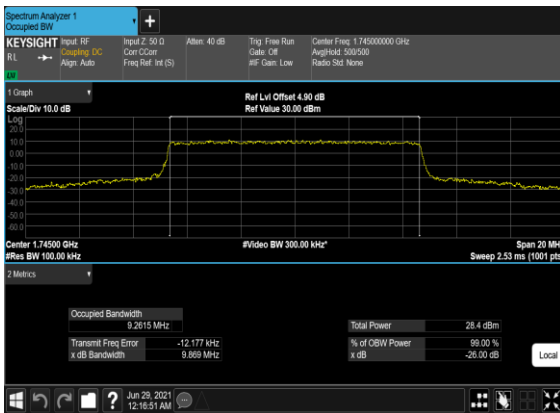 Spectrum Analyzer 1
Occupied BW
KEYSIGHT
RL
LV
Input: RF
Coupling: DC
Align: Auto
Input Z: 50 Ω
Corr CCorr
Freq Ref: Int (S)
Atten: 40 dB
Trig: Free Run
Gate: Off
#IF Gain: Low
Center Freq: 1.745000000 GHz
Avg|Hold: 500/500
Radio Std: None
1 Graph
Scale/Div 10.0 dB
Ref Lvl Offset 4.90 dB
Ref Value 30.00 dBm
Log
20.0
10.0
0.00
-10.0
-20.0
-30.0
-40.0
-50.0
-60.0
Center 1.74500 GHz
#Video BW 300.00 kHz*
Span 20 MH
#Res BW 100.00 kHz
Sweep 2.53 ms (1001 pts
2 Metrics
Occupied Bandwidth
9.2615 MHz
Total Power 28.4 dBm
Transmit Freq Error -12.177 kHz
% of OBW Power 99.00 %
x dB Bandwidth 9.869 MHz
x dB -26.00 dB
Local
Jun 29, 2021
12:16:51 AM